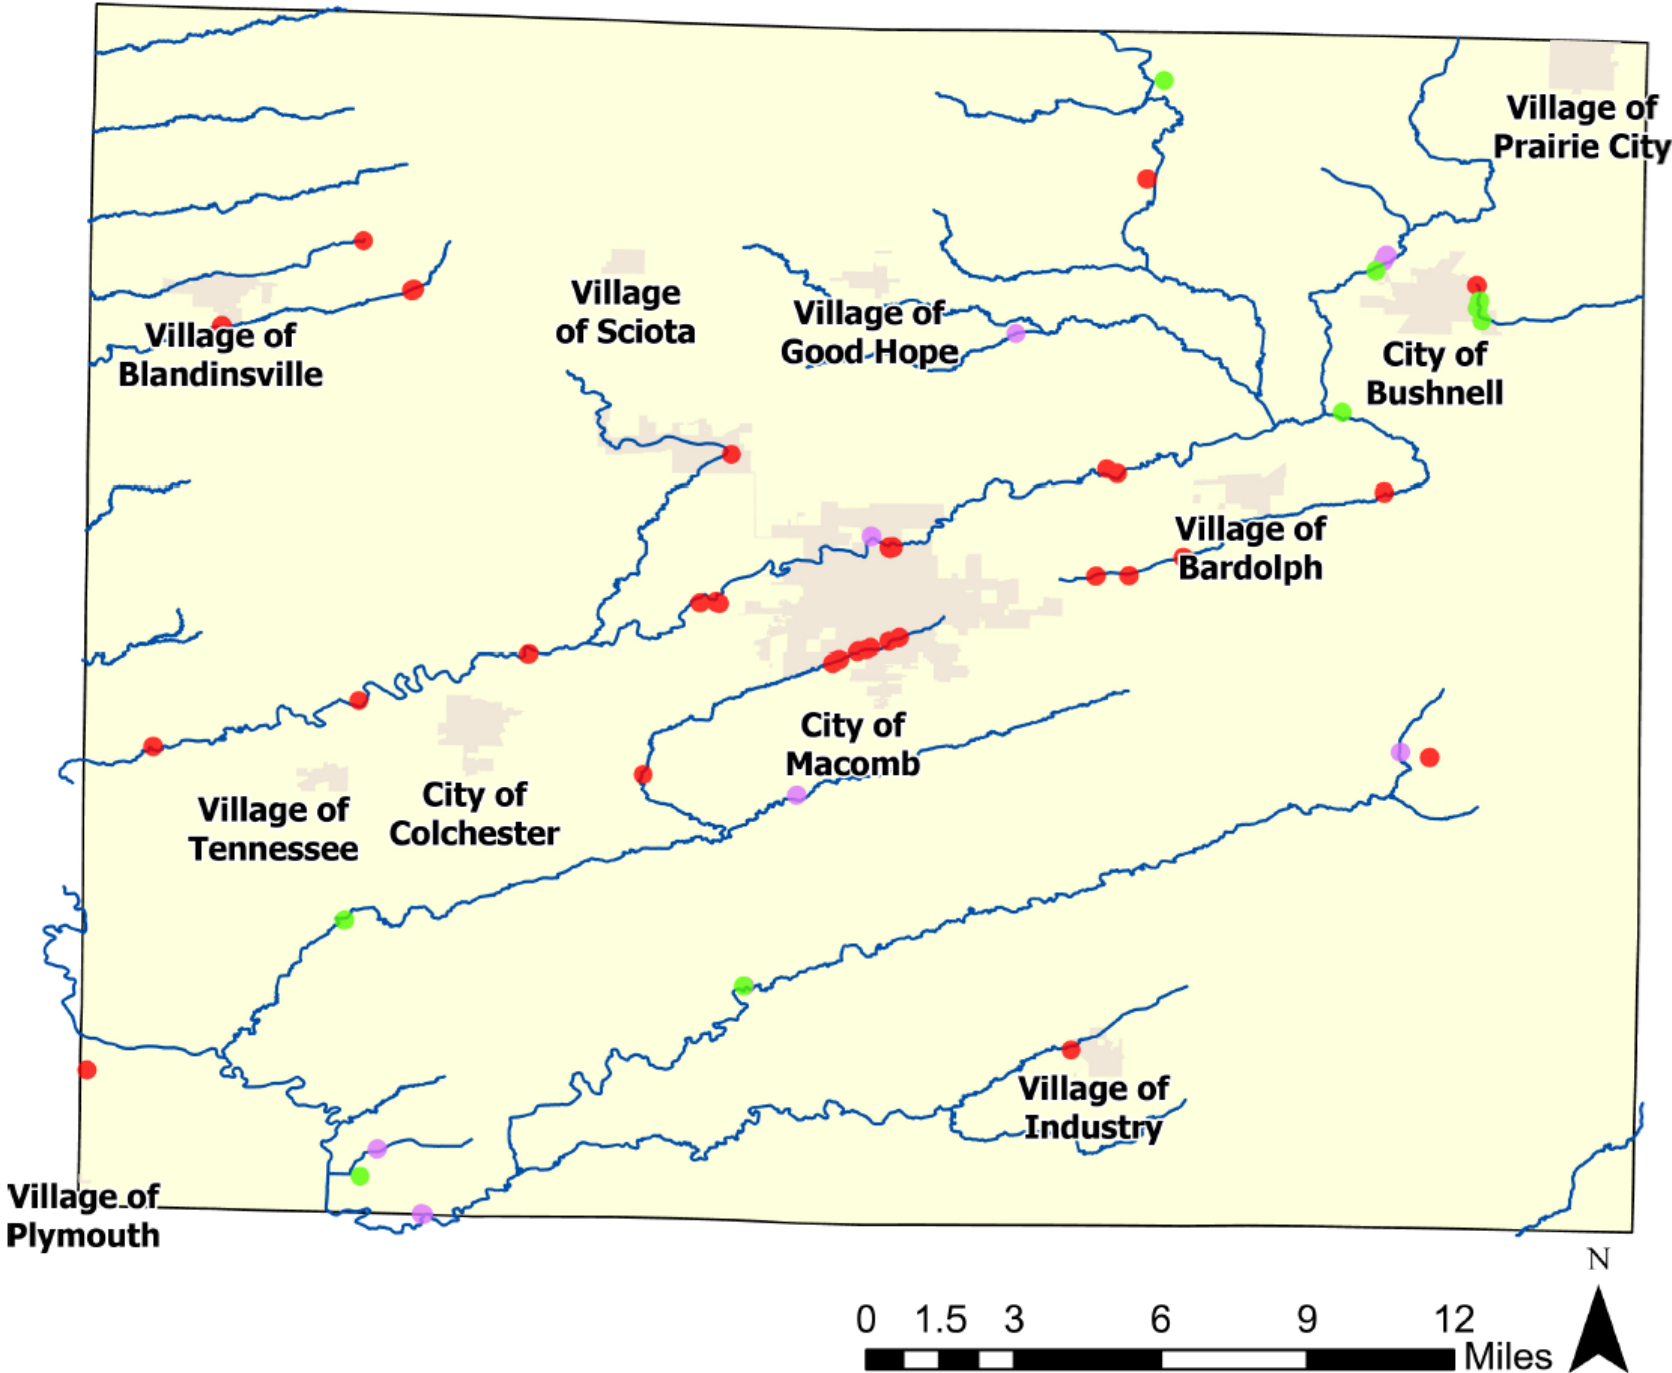 Village of
Prairie City
Village
of Sciota
Village of
Good Hope
Village of
Blandinsville
City of
Bushnell
Village of
Bardolph
City of
Macomb
Village of
Tennessee
City of
Colchester
Village of
Industry
Village of
Plymouth
N
0 1.5 3 6 9 12
Miles